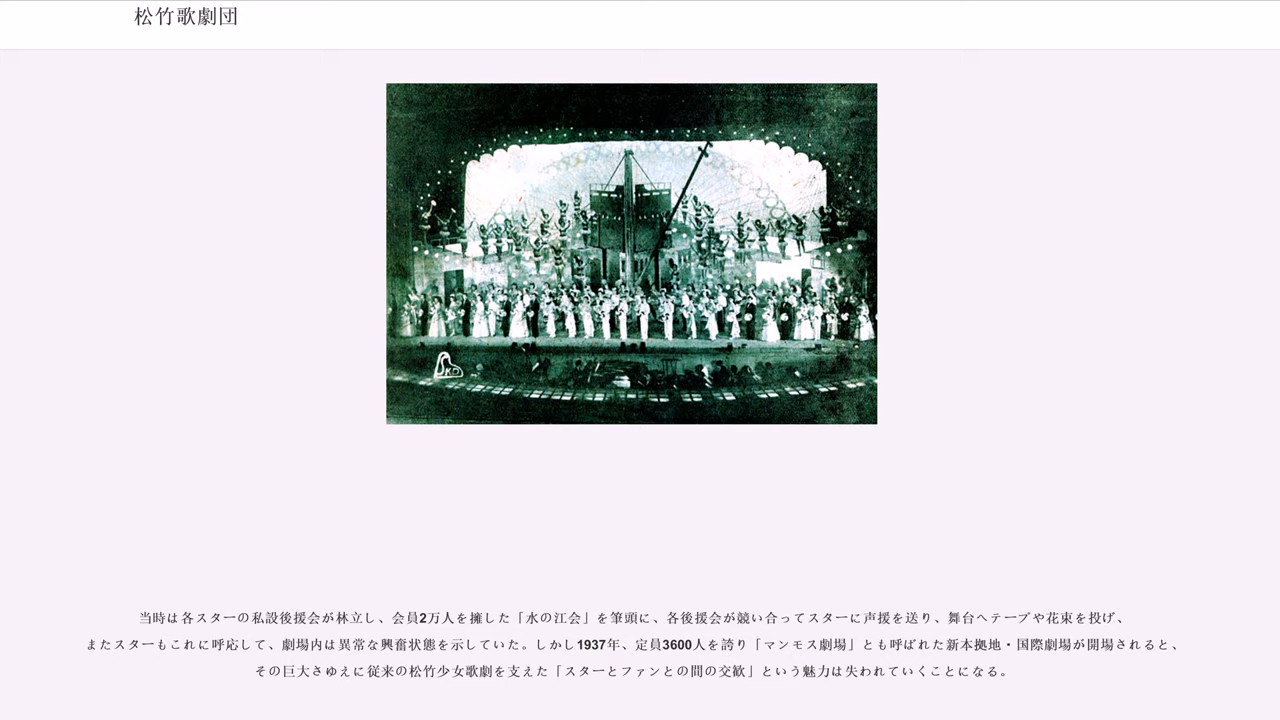 松竹歌劇団
SKD
当時は各スターの私設後援会が林立し、会員2万人を擁した「水の江会」を筆頭に、各後援会が競い合ってスターに声援を送り、舞台へテープや花束を投げ、
またスターもこれに呼応して、劇場内は異常な興奮状態を示していた。しかし1937年、定員3600人を誇り「マンモス劇場」とも呼ばれた新本拠地・国際劇場が開場されると、
その巨大さゆえに従来の松竹少女歌劇を支えた「スターとファンとの間の交歓」という魅力は失われていくことになる。